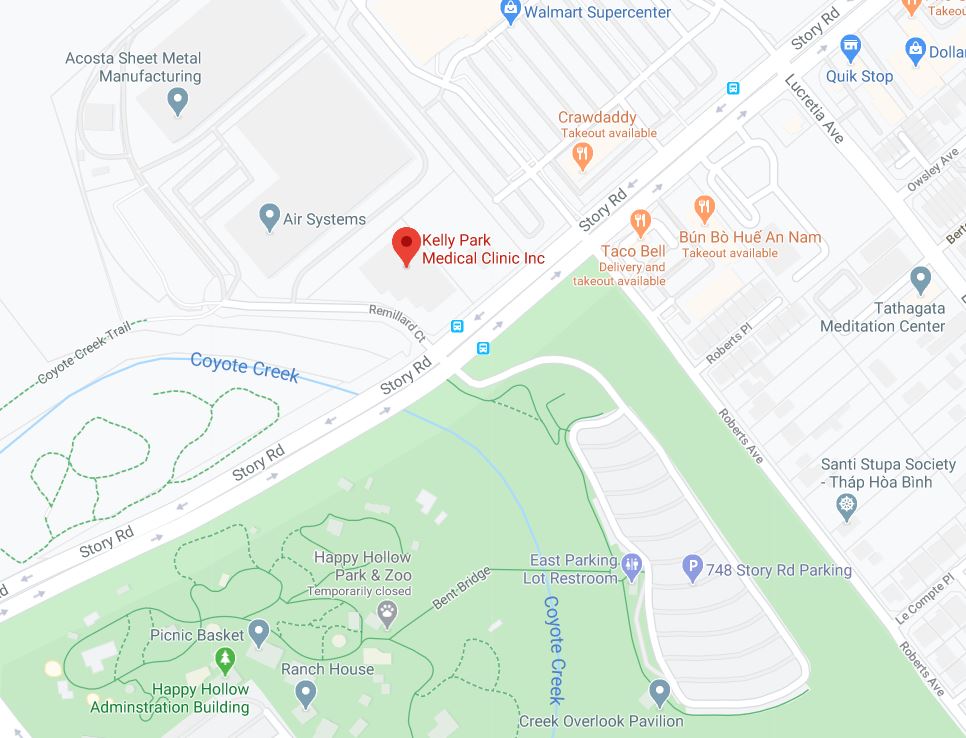 Walmart Supercenter
Story Rd
Takeou
Acosta Sheet Metal
Manufacturing
Quik Stop
Dollar
Lucretia Ave
Crawdaddy
Takeout available
Owsley Ave
Story Rd
Air Systems
Kelly Park
Medical Clinic Inc
Taco Bell
Delivery and
takeout available
Bún Bò Huế An Nam
Takeout available
Tathagata
Meditation Center
Remillard Ct
Roberts Pl
Coyote Creek Trail
Coyote Creek
Story Rd
Roberts Ave
Story Rd
Santi Stupa Society
- Tháp Hòa Bình
Story Rd
Happy Hollow
Park & Zoo
Temporarily closed
East Parking
Lot Restroom
748 Story Rd Parking
Bent-Bridge
Le Compte Pl
Coyote Creek
Picnic Basket
Ranch House
Roberts Ave
Happy Hollow
Adminstration Building
Creek Overlook Pavilion